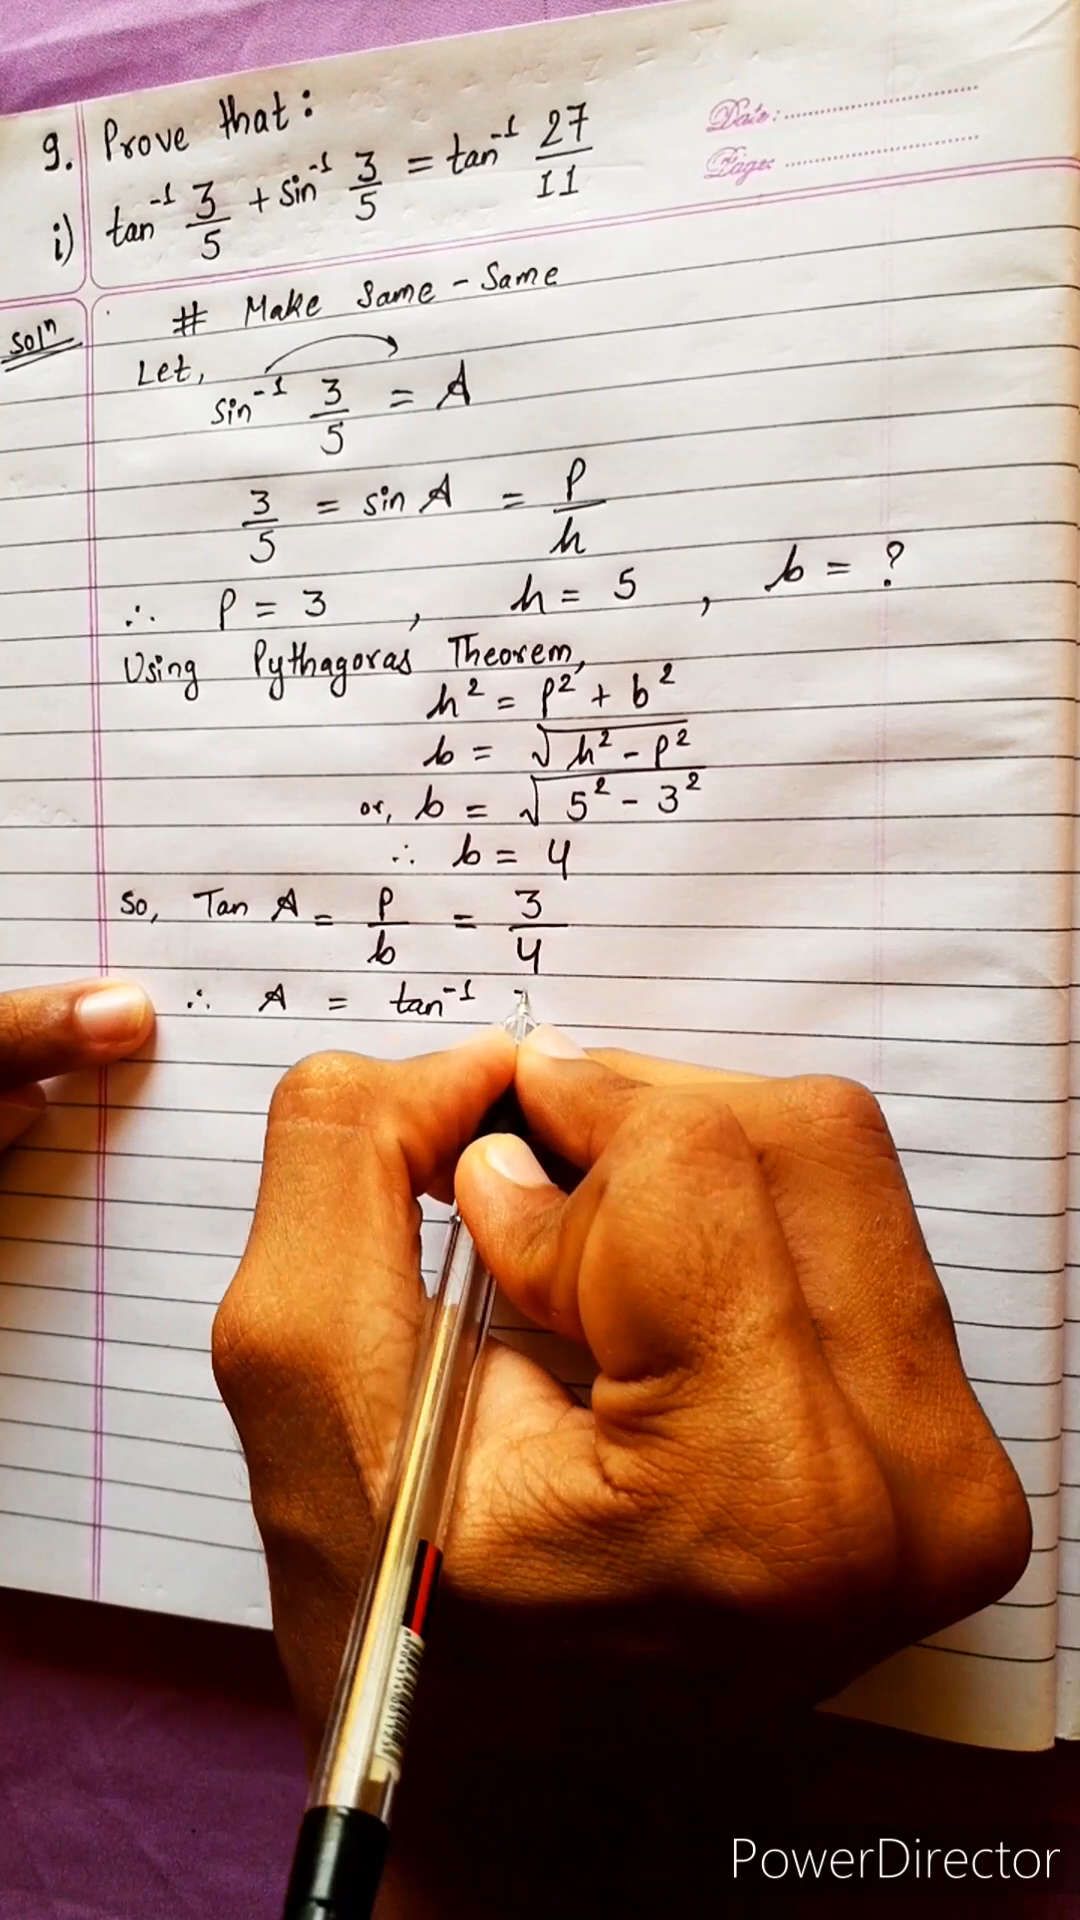 Date:
Page:
9. Prove that:
i) tan⁻¹ 3/5 + sin⁻¹ 3/5 = tan⁻¹ 27/11
# Make Same - Same
Solⁿ
Let,
sin⁻¹ 3/5 = A
3/5 = sin A = P/h
∴ P = 3 , h = 5 , b = ?
Using Pythagoras Theorem,
h² = p² + b²
b = √h² - p²
or, b = √5² - 3²
∴ b = 4
So, Tan A = P/b = 3/4
∴ A = tan⁻¹
PowerDirector